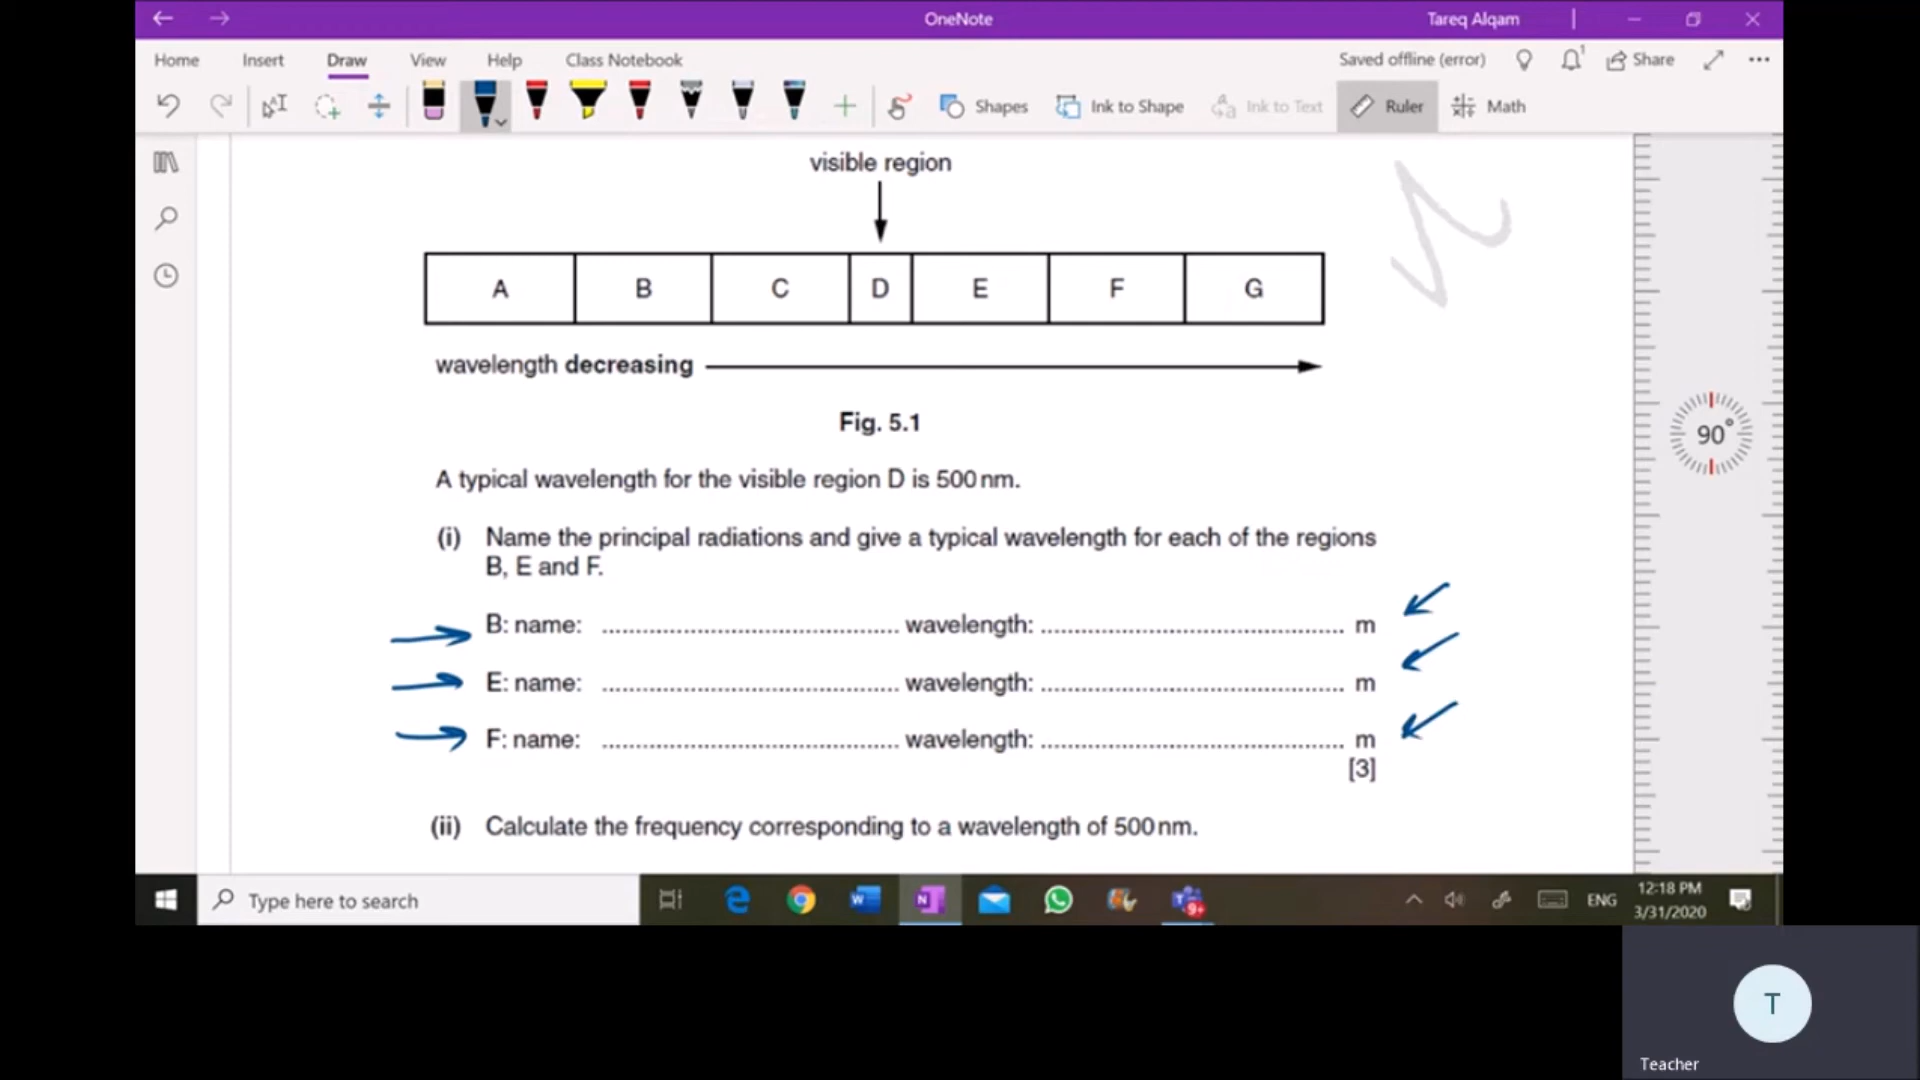 OneNote
Tareq Alqam
Home Insert Draw View Help Class Notebook
Saved offline (error)
1
Share
Shapes
Ink to Shape
Ink to Text
Ruler
Math
visible region
A B C D E F G
wavelength decreasing
Fig. 5.1
90°
A typical wavelength for the visible region D is 500 nm.
(i) Name the principal radiations and give a typical wavelength for each of the regions
B, E and F.
B: name: ............................................. wavelength: .............................................. m
E: name: ............................................. wavelength: .............................................. m
F: name: ............................................. wavelength: .............................................. m
[3]
(ii) Calculate the frequency corresponding to a wavelength of 500 nm.
Type here to search
9+
ENG
12:18 PM
3/31/2020
T
Teacher